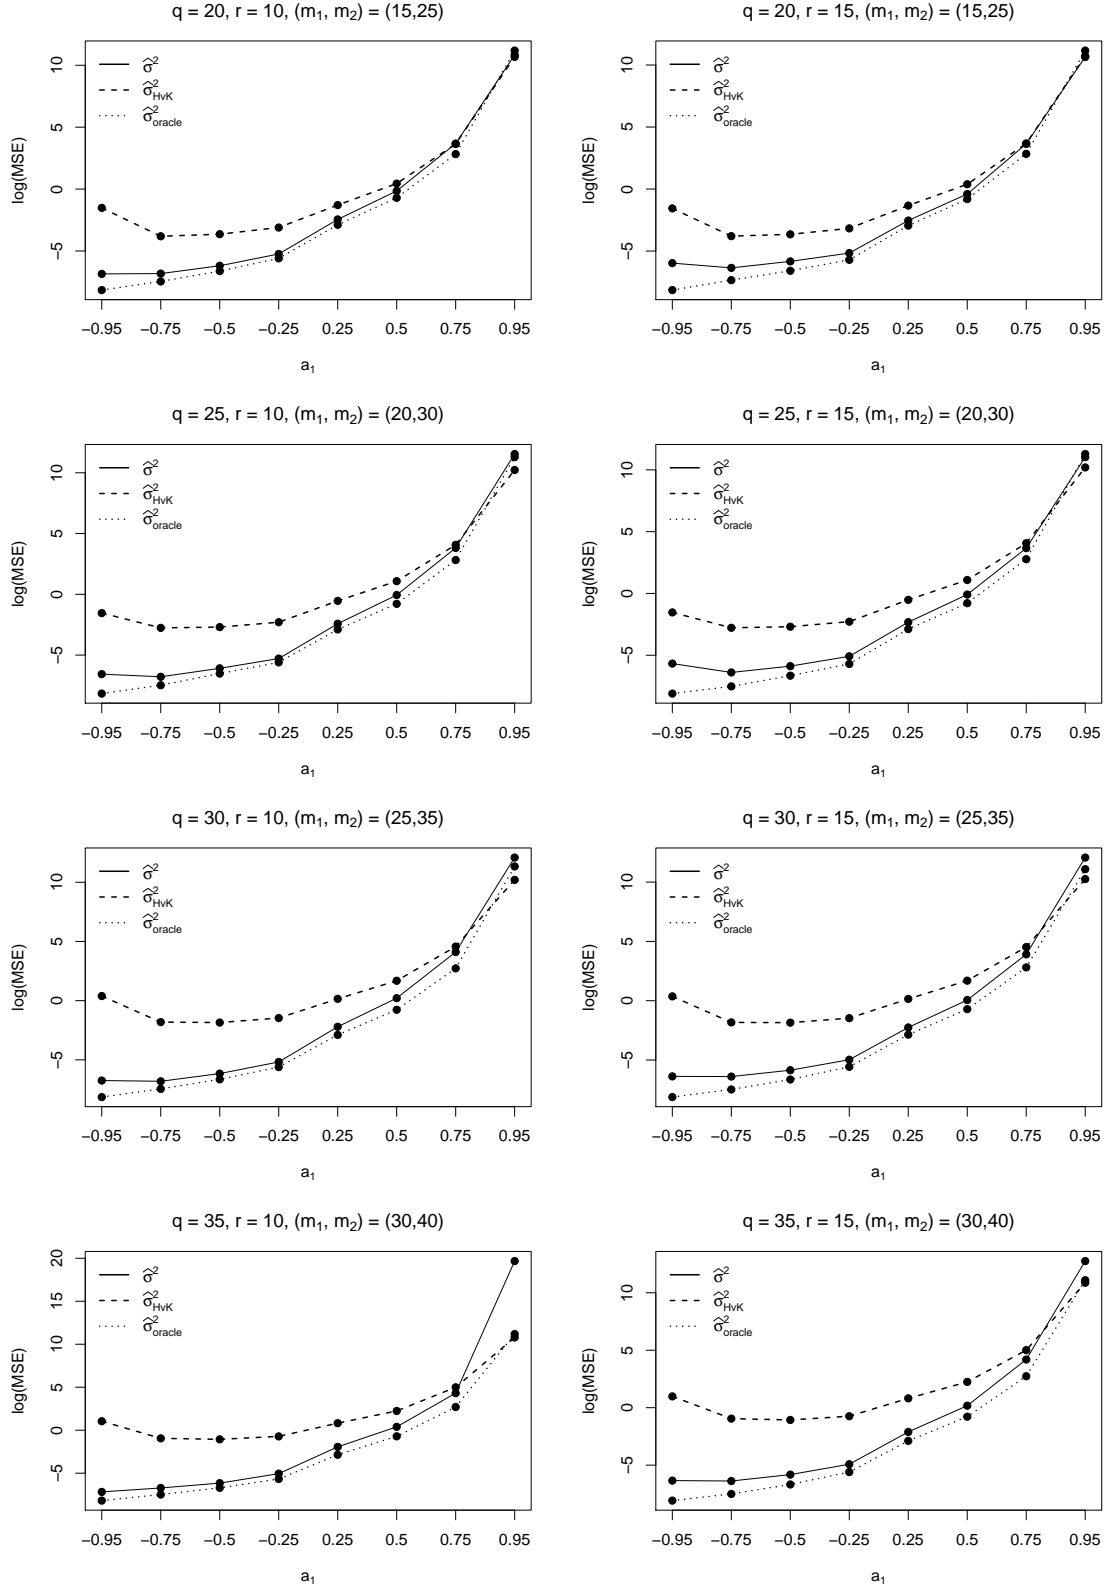 q = 20, r = 10, (m₁, m₂) = (15,25)
log(MSE)
10
5
0
−5
σ̂²
σ̂²HvK
σ̂²oracle
−0.95 −0.75 −0.5 −0.25 0.25 0.5 0.75 0.95
a₁
q = 20, r = 15, (m₁, m₂) = (15,25)
log(MSE)
10
5
0
−5
σ̂²
σ̂²HvK
σ̂²oracle
−0.95 −0.75 −0.5 −0.25 0.25 0.5 0.75 0.95
a₁
q = 25, r = 10, (m₁, m₂) = (20,30)
log(MSE)
10
5
0
−5
σ̂²
σ̂²HvK
σ̂²oracle
−0.95 −0.75 −0.5 −0.25 0.25 0.5 0.75 0.95
a₁
q = 25, r = 15, (m₁, m₂) = (20,30)
log(MSE)
10
5
0
−5
σ̂²
σ̂²HvK
σ̂²oracle
−0.95 −0.75 −0.5 −0.25 0.25 0.5 0.75 0.95
a₁
q = 30, r = 10, (m₁, m₂) = (25,35)
log(MSE)
10
5
0
−5
σ̂²
σ̂²HvK
σ̂²oracle
−0.95 −0.75 −0.5 −0.25 0.25 0.5 0.75 0.95
a₁
q = 30, r = 15, (m₁, m₂) = (25,35)
log(MSE)
10
5
0
−5
σ̂²
σ̂²HvK
σ̂²oracle
−0.95 −0.75 −0.5 −0.25 0.25 0.5 0.75 0.95
a₁
q = 35, r = 10, (m₁, m₂) = (30,40)
log(MSE)
20
15
10
5
0
−5
σ̂²
σ̂²HvK
σ̂²oracle
−0.95 −0.75 −0.5 −0.25 0.25 0.5 0.75 0.95
a₁
q = 35, r = 15, (m₁, m₂) = (30,40)
log(MSE)
10
5
0
−5
σ̂²
σ̂²HvK
σ̂²oracle
−0.95 −0.75 −0.5 −0.25 0.25 0.5 0.75 0.95
a₁